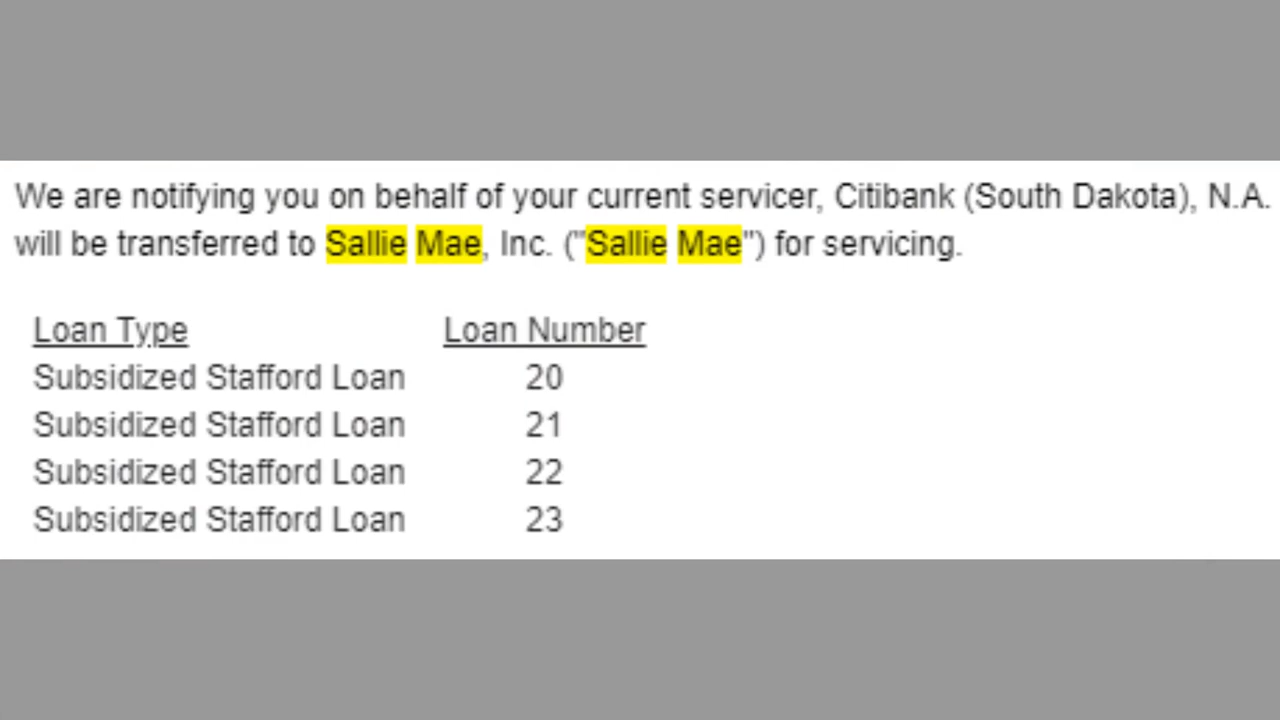 We are notifying you on behalf of your current servicer, Citibank (South Dakota), N.A.
will be transferred to Sallie Mae, Inc. ("Sallie Mae") for servicing.
Loan Type Loan Number
Subsidized Stafford Loan 20
Subsidized Stafford Loan 21
Subsidized Stafford Loan 22
Subsidized Stafford Loan 23